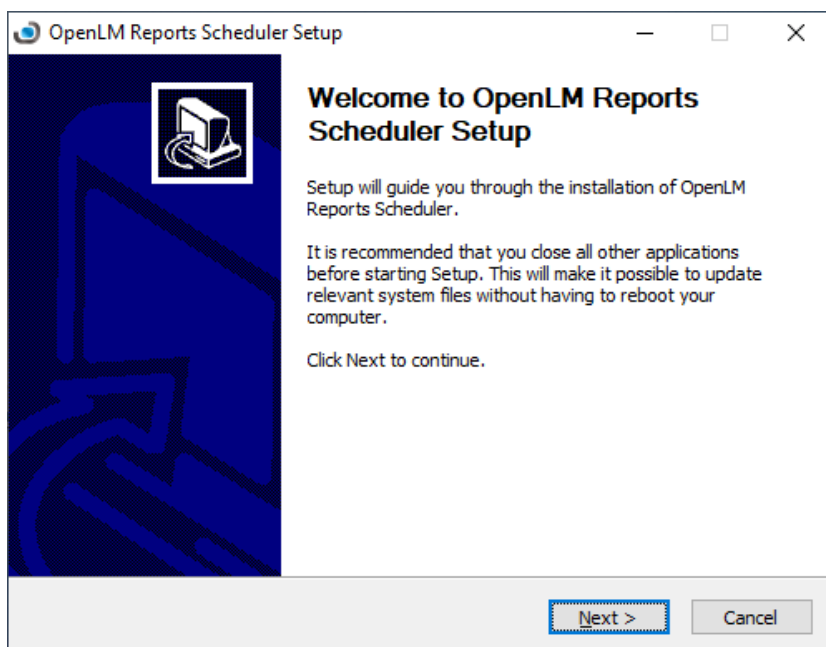 OpenLM Reports Scheduler Setup
Welcome to OpenLM Reports
Scheduler Setup
Setup will guide you through the installation of OpenLM
Reports Scheduler.
It is recommended that you close all other applications
before starting Setup. This will make it possible to update
relevant system files without having to reboot your
computer.
Click Next to continue.
Next >
Cancel